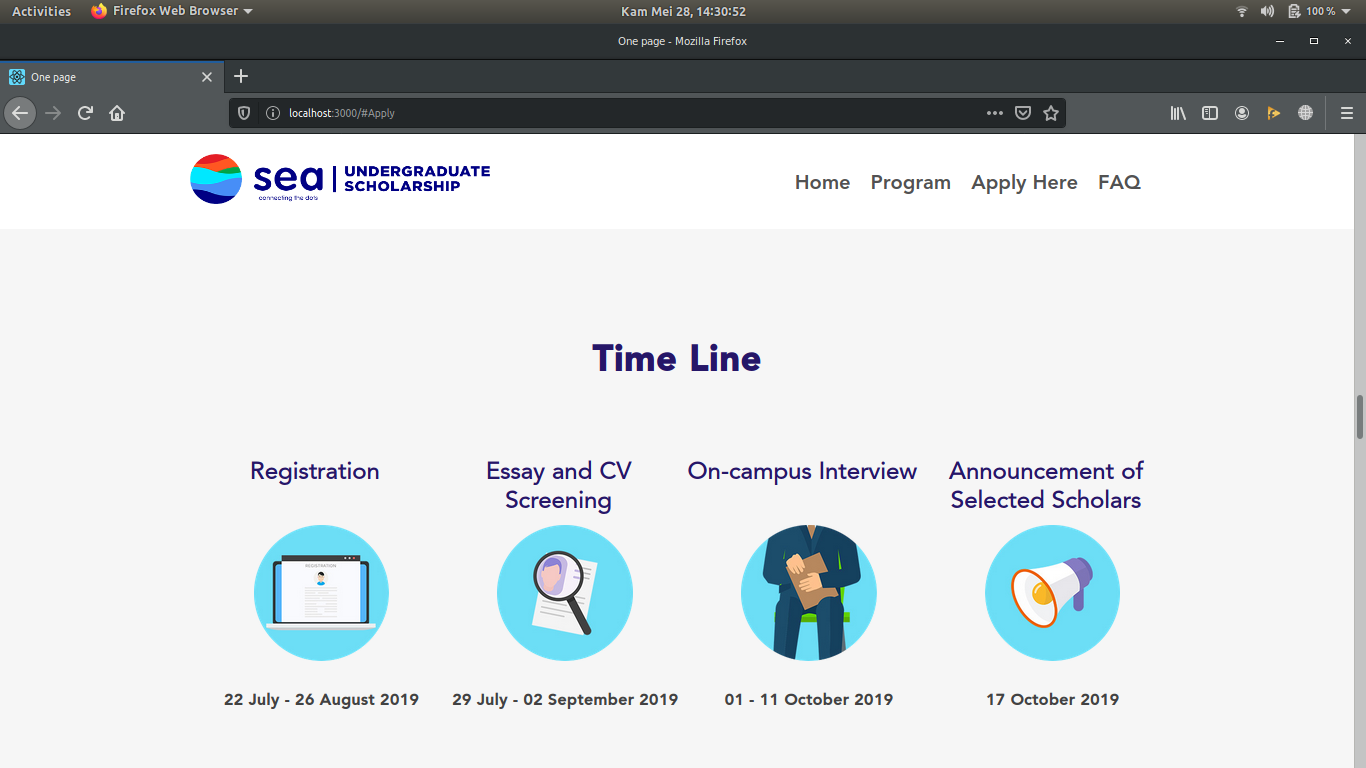 Activities
Firefox Web Browser
Kam Mei 28, 14:30:52
100 %
One page - Mozilla Firefox
One page
localhost:3000/#Apply
sea
connecting the dots
UNDERGRADUATE
SCHOLARSHIP
Home Program Apply Here FAQ
Time Line
Registration
Essay and CV
Screening
On-campus Interview
Announcement of
Selected Scholars
REGISTRATION
22 July - 26 August 2019
29 July - 02 September 2019
01 - 11 October 2019
17 October 2019